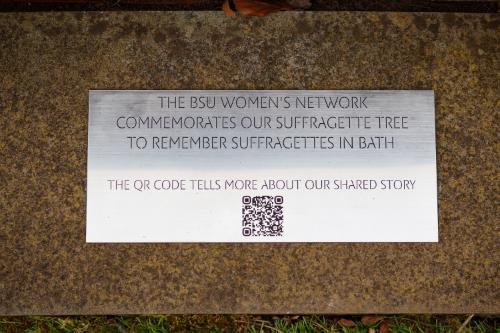 THE BSU WOMEN'S NETWORK
COMMEMORATES OUR SUFFRAGETTE TREE
TO REMEMBER SUFFRAGETTES IN BATH
THE QR CODE TELLS MORE ABOUT OUR SHARED STORY